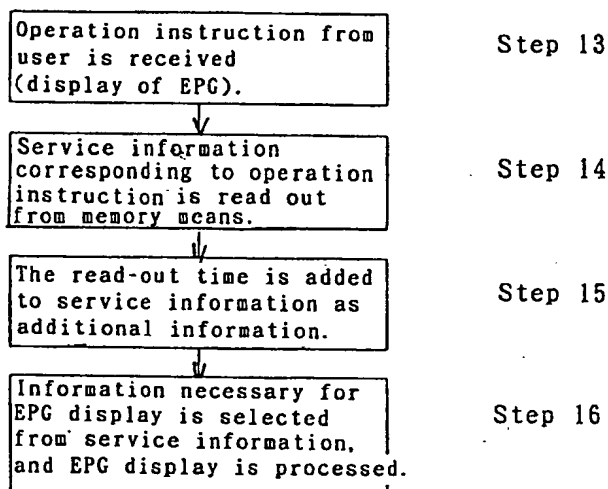 Operation instruction from
user is received
(display of EPG).
Step 13
Service information
corresponding to operation
instruction is read out
from memory means.
Step 14
The read-out time is added
to service information as
additional information.
Step 15
Information necessary for
EPG display is selected
from service information,
and EPG display is processed.
Step 16